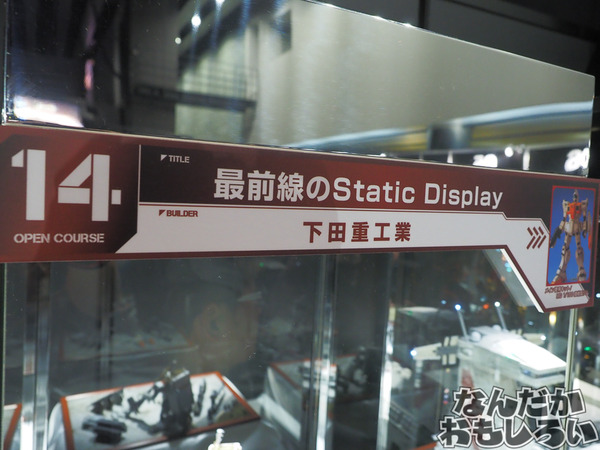 14
OPEN COURSE
TITLE
最前線のStatic Display
BUILDER
下田重工業
なんだか
おもしろい